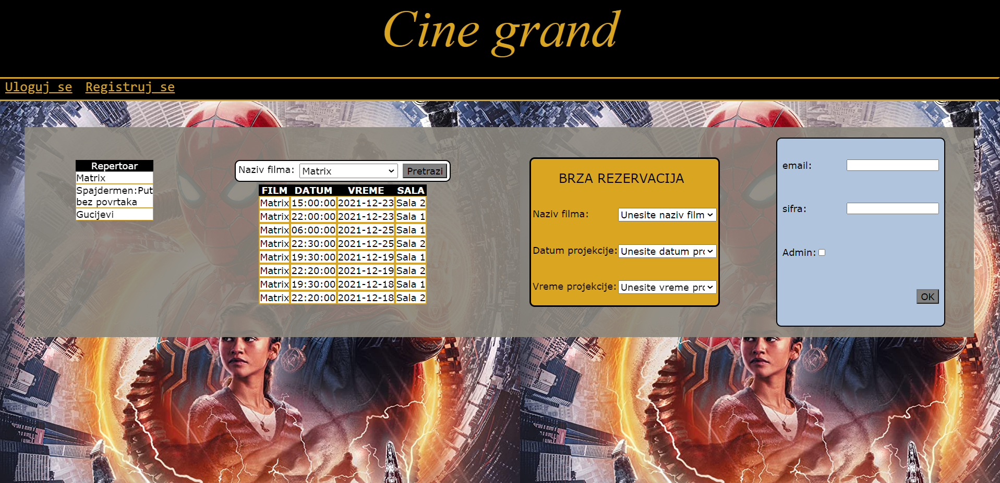 Cine grand
Uloguj se Registruj se
Repertoar
Matrix
Spajdermen:Put
bez povrtaka
Gucijevi
Naziv filma: Matrix Pretrazi
FILM DATUM VREME SALA
Matrix 15:00:00 2021-12-23 Sala 2
Matrix 22:00:00 2021-12-23 Sala 1
Matrix 06:00:00 2021-12-25 Sala 1
Matrix 22:30:00 2021-12-25 Sala 2
Matrix 19:30:00 2021-12-19 Sala 1
Matrix 22:20:00 2021-12-19 Sala 2
Matrix 19:30:00 2021-12-18 Sala 1
Matrix 22:20:00 2021-12-18 Sala 2
BRZA REZERVACIJA
Naziv filma: Unesite naziv film
Datum projekcije: Unesite datum pro
Vreme projekcije: Unesite vreme pro
email:
sifra:
Admin:
OK